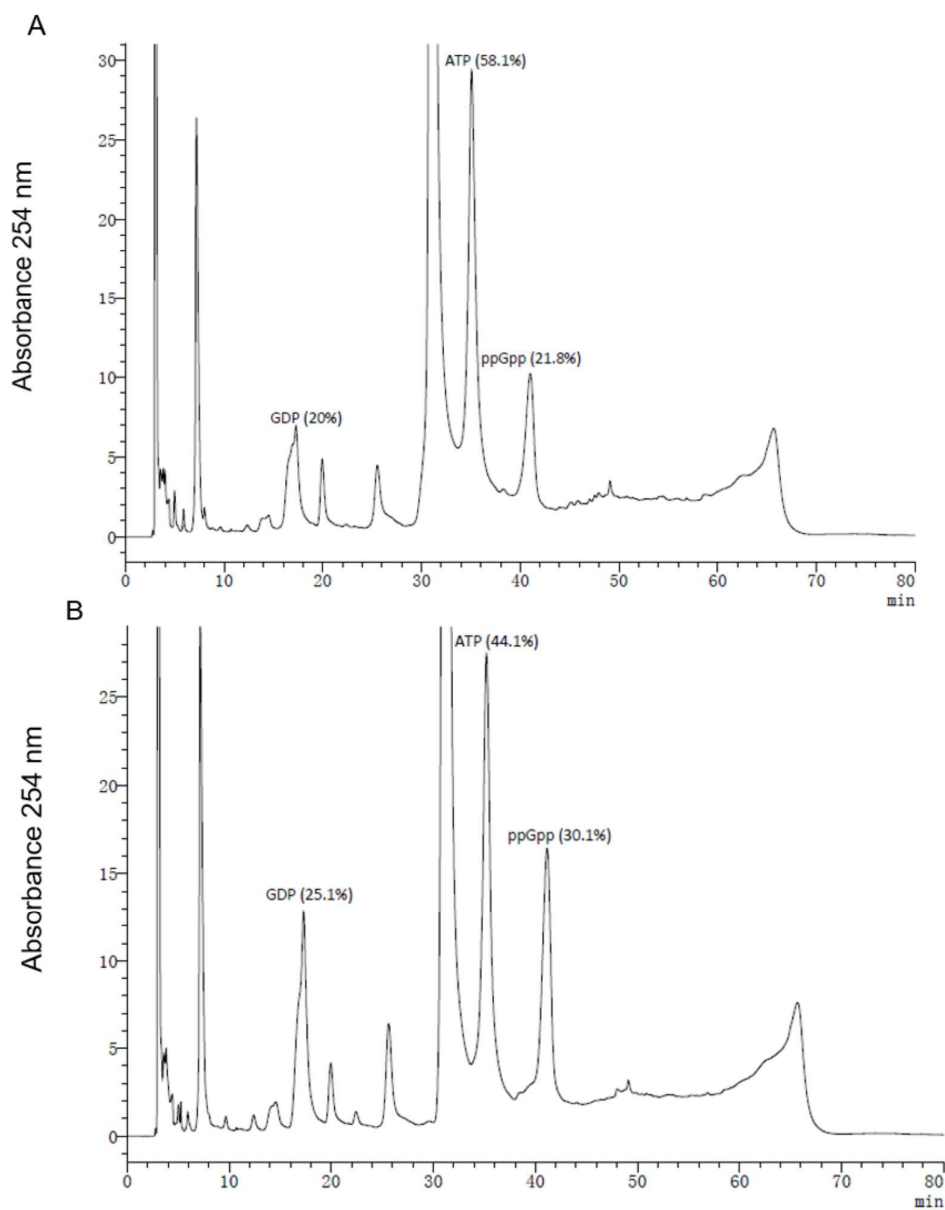 A
Absorbance 254 nm
30
25
20
15
10
5
0
ATP (58.1%)
ppGpp (21.8%)
GDP (20%)
0 10 20 30 40 50 60 70 80
min
B
Absorbance 254 nm
25
20
15
10
5
0
ATP (44.1%)
ppGpp (30.1%)
GDP (25.1%)
0 10 20 30 40 50 60 70 80
min